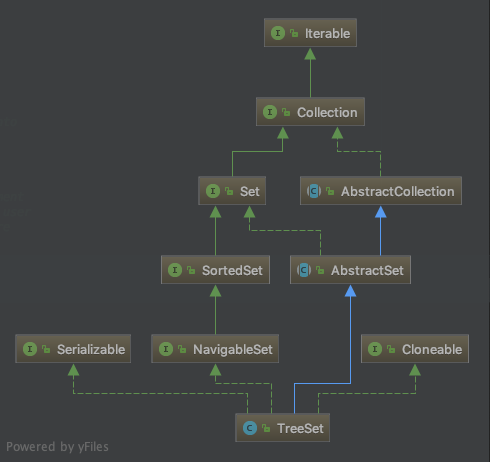 I Iterable
I Collection
I Set
C AbstractCollection
I SortedSet
C AbstractSet
I Serializable
I NavigableSet
I Cloneable
C TreeSet
Powered by yFiles